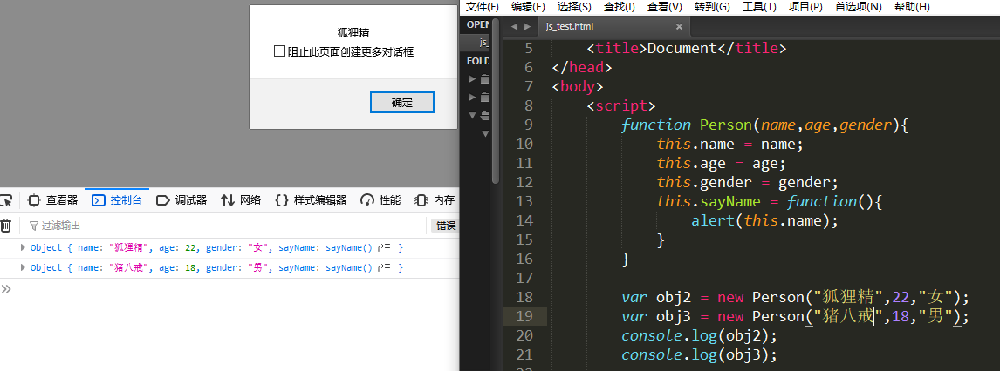 狐狸精
阻止此页面创建更多对话框
确定
查看器 控制台 调试器 网络 样式编辑器 性能 内存
过滤输出 错误
Object { name: "狐狸精", age: 22, gender: "女", sayName: sayName() }
Object { name: "猪八戒", age: 18, gender: "男", sayName: sayName() }
文件(F) 编辑(E) 选择(S) 查找(I) 查看(V) 转到(G) 工具(T) 项目(P) 首选项(N) 帮助(H)
OPEN
js_
FOLD
js_test.html
5 <title>Document</title>
6 </head>
7 <body>
8 <script>
9 function Person(name,age,gender){
10 this.name = name;
11 this.age = age;
12 this.gender = gender;
13 this.sayName = function(){
14 alert(this.name);
15 }
16 }
17
18 var obj2 = new Person("狐狸精",22,"女");
19 var obj3 = new Person("猪八戒",18,"男");
20 console.log(obj2);
21 console.log(obj3);